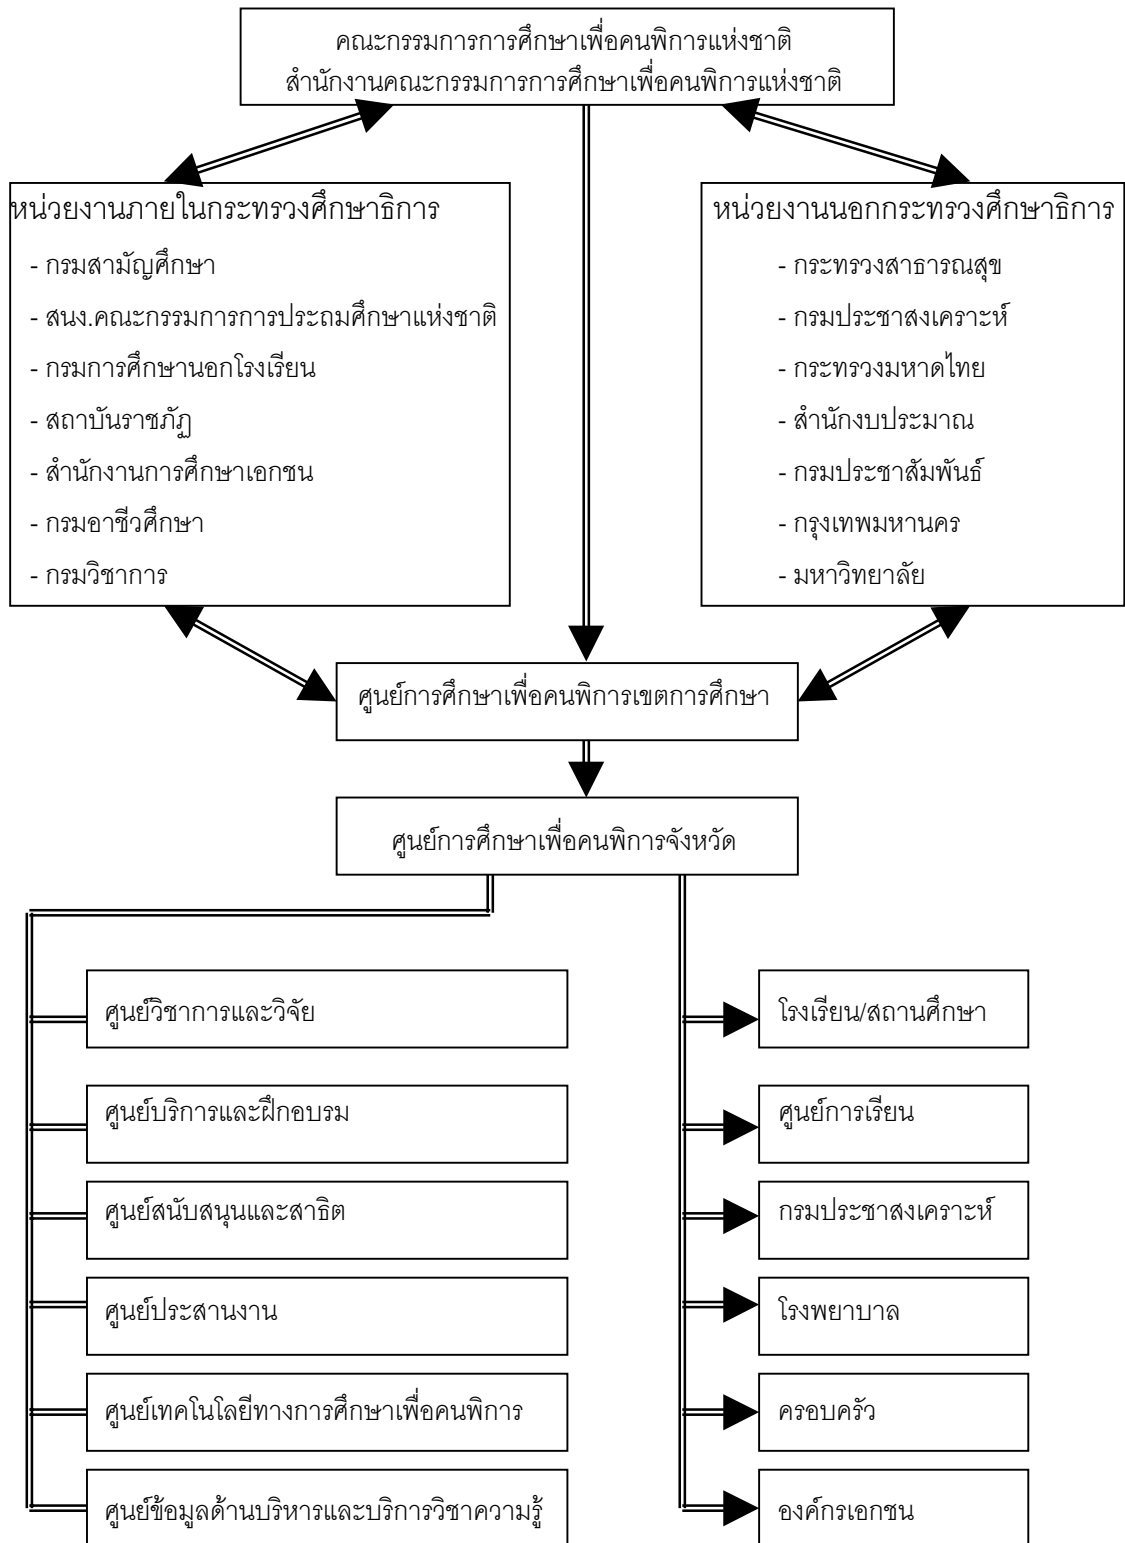 คณะกรรมการการศึกษาเพื่อคนพิการแห่งชาติ
สำนักงานคณะกรรมการการศึกษาเพื่อคนพิการแห่งชาติ
หน่วยงานภายในกระทรวงศึกษาธิการ
- กรมสามัญศึกษา
- สนง.คณะกรรมการการประถมศึกษาแห่งชาติ
- กรมการศึกษานอกโรงเรียน
- สถาบันราชภัฏ
- สำนักงานการศึกษาเอกชน
- กรมอาชีวศึกษา
- กรมวิชาการ
หน่วยงานนอกกระทรวงศึกษาธิการ
- กระทรวงสาธารณสุข
- กรมประชาสงเคราะห์
- กระทรวงมหาดไทย
- สำนักงบประมาณ
- กรมประชาสัมพันธ์
- กรุงเทพมหานคร
- มหาวิทยาลัย
ศูนย์การศึกษาเพื่อคนพิการเขตการศึกษา
ศูนย์การศึกษาเพื่อคนพิการจังหวัด
ศูนย์วิชาการและวิจัย
ศูนย์บริการและฝึกอบรม
ศูนย์สนับสนุนและสาธิต
ศูนย์ประสานงาน
ศูนย์เทคโนโลยีทางการศึกษาเพื่อคนพิการ
ศูนย์ข้อมูลด้านบริหารและบริการวิชาความรู้
โรงเรียน/สถานศึกษา
ศูนย์การเรียน
กรมประชาสงเคราะห์
โรงพยาบาล
ครอบครัว
องค์กรเอกชน